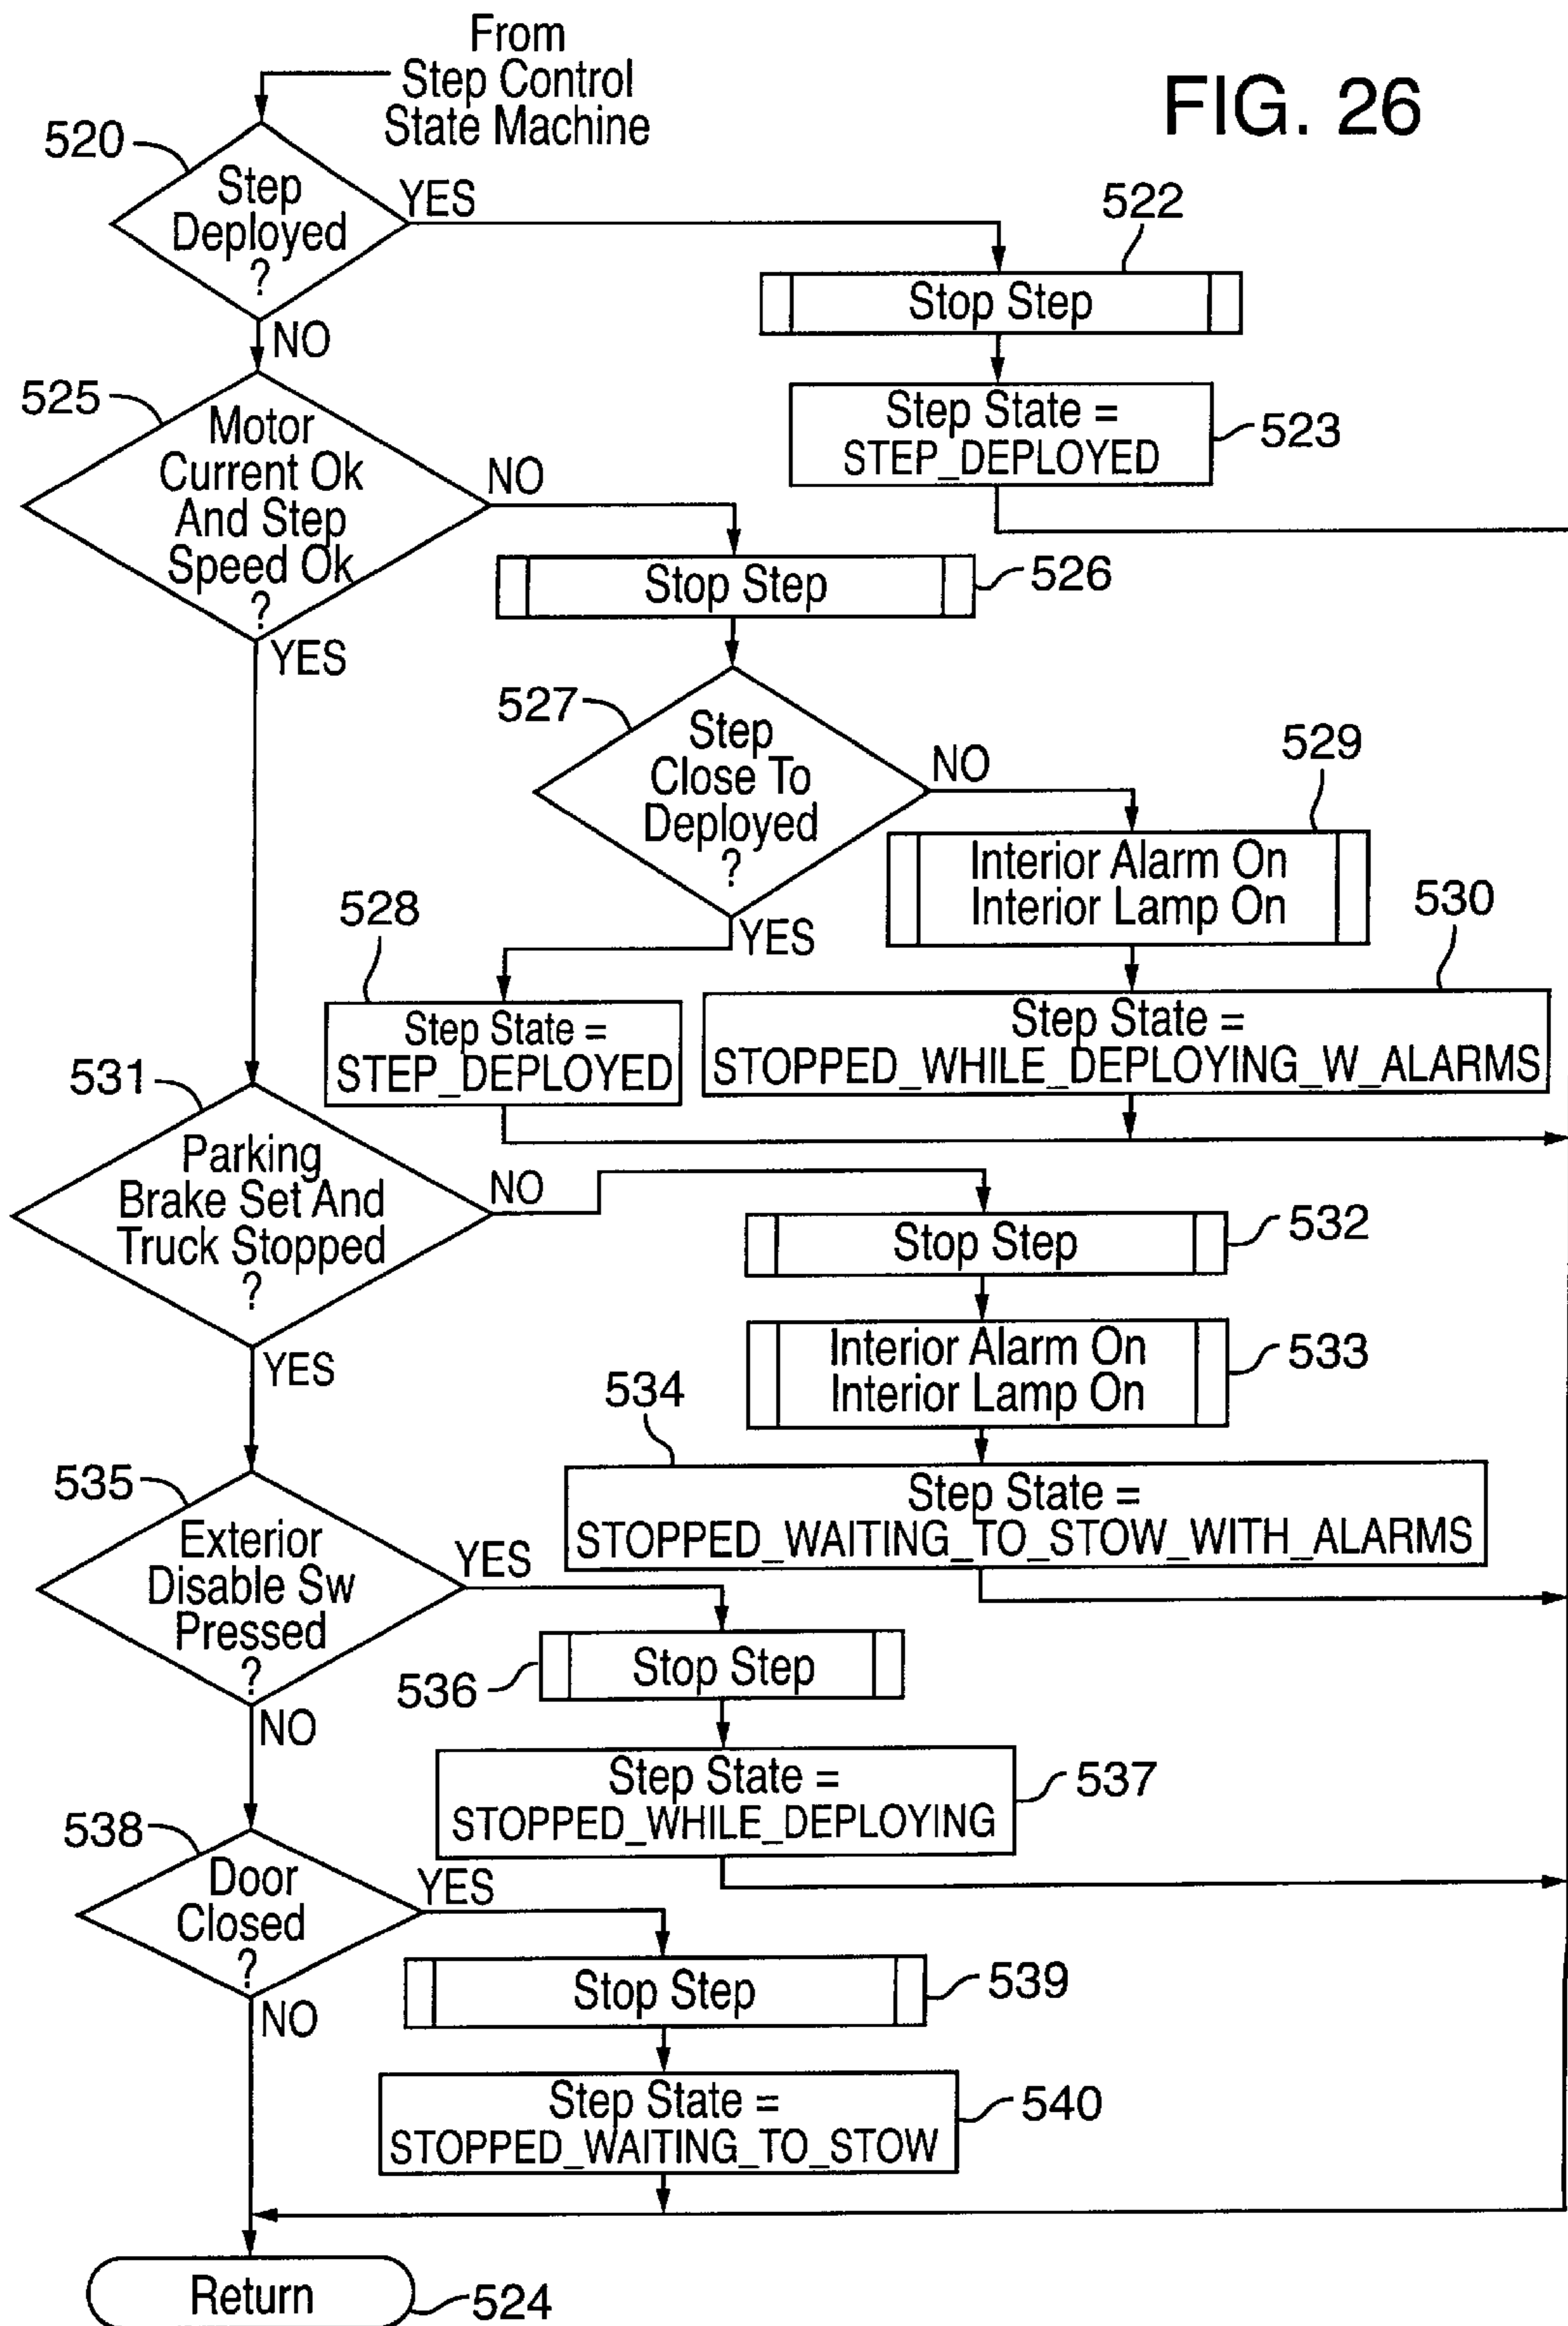 From
Step Control
State Machine
FIG. 26
520
Step
Deployed
?
YES
NO
522
Stop Step
Step State =
STEP_DEPLOYED
523
525
Motor
Current Ok
And Step
Speed Ok
?
NO
YES
Stop Step
526
527
Step
Close To
Deployed
?
NO
YES
529
Interior Alarm On
Interior Lamp On
528
Step State =
STEP_DEPLOYED
530
Step State =
STOPPED_WHILE_DEPLOYING_W_ALARMS
531
Parking
Brake Set And
Truck Stopped
?
NO
YES
Stop Step
532
Interior Alarm On
Interior Lamp On
533
534
Step State =
STOPPED_WAITING_TO_STOW_WITH_ALARMS
535
Exterior
Disable Sw
Pressed
?
YES
NO
Stop Step
536
Step State =
STOPPED_WHILE_DEPLOYING
537
538
Door
Closed
?
YES
NO
Stop Step
539
Step State =
STOPPED_WAITING_TO_STOW
540
Return
524